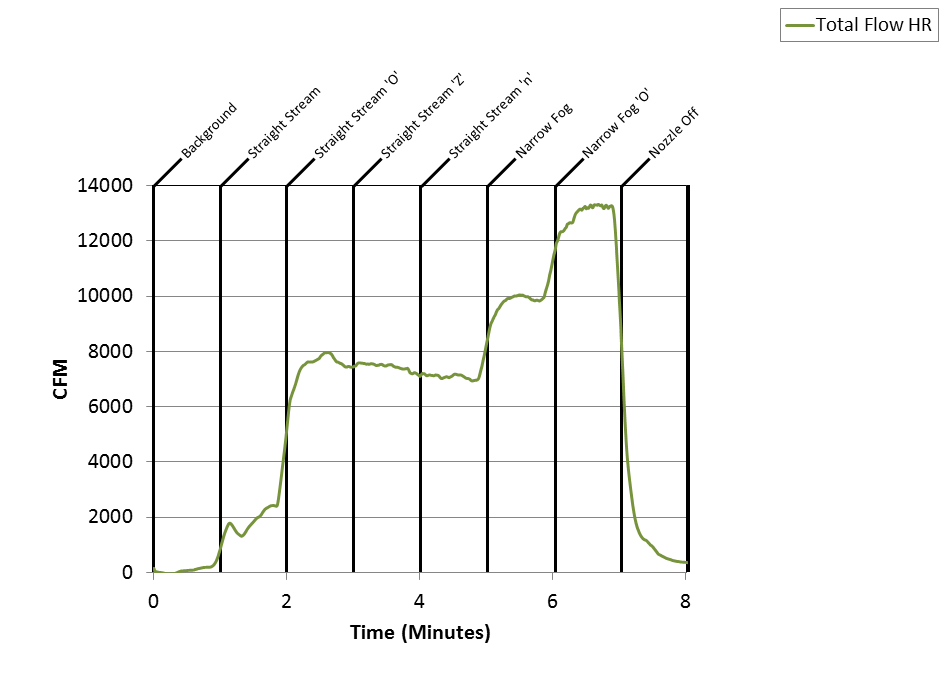 Total Flow HR
Background
Straight Stream
Straight Stream 'O'
Straight Stream 'Z'
Straight Stream 'n'
Narrow Fog
Narrow Fog 'O'
Nozzle Off
14000
12000
10000
8000
6000
4000
2000
0
CFM
0 2 4 6 8
Time (Minutes)